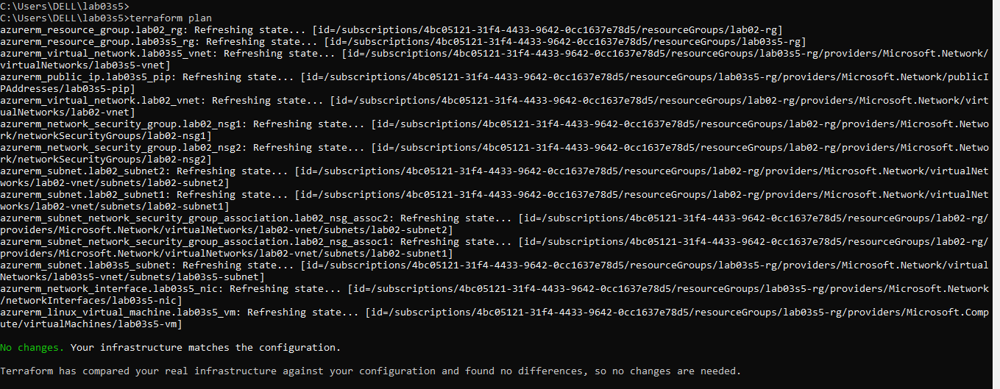 C:\Users\DELL\lab03s5>
C:\Users\DELL\lab03s5>terraform plan
azurerm_resource_group.lab02_rg: Refreshing state... [id=/subscriptions/4bc05121-31f4-4433-9642-0cc1637e78d5/resourceGroups/lab02-rg]
azurerm_resource_group.lab03s5_rg: Refreshing state... [id=/subscriptions/4bc05121-31f4-4433-9642-0cc1637e78d5/resourceGroups/lab03s5-rg]
azurerm_virtual_network.lab03s5_vnet: Refreshing state... [id=/subscriptions/4bc05121-31f4-4433-9642-0cc1637e78d5/resourceGroups/lab03s5-rg/providers/Microsoft.Network/
virtualNetworks/lab03s5-vnet]
azurerm_public_ip.lab03s5_pip: Refreshing state... [id=/subscriptions/4bc05121-31f4-4433-9642-0cc1637e78d5/resourceGroups/lab03s5-rg/providers/Microsoft.Network/publicI
PAddresses/lab03s5-pip]
azurerm_virtual_network.lab02_vnet: Refreshing state... [id=/subscriptions/4bc05121-31f4-4433-9642-0cc1637e78d5/resourceGroups/lab02-rg/providers/Microsoft.Network/virt
ualNetworks/lab02-vnet]
azurerm_network_security_group.lab02_nsg1: Refreshing state... [id=/subscriptions/4bc05121-31f4-4433-9642-0cc1637e78d5/resourceGroups/lab02-rg/providers/Microsoft.Netwo
rk/networkSecurityGroups/lab02-nsg1]
azurerm_network_security_group.lab02_nsg2: Refreshing state... [id=/subscriptions/4bc05121-31f4-4433-9642-0cc1637e78d5/resourceGroups/lab02-rg/providers/Microsoft.Netwo
rk/networkSecurityGroups/lab02-nsg2]
azurerm_subnet.lab02_subnet2: Refreshing state... [id=/subscriptions/4bc05121-31f4-4433-9642-0cc1637e78d5/resourceGroups/lab02-rg/providers/Microsoft.Network/virtualNet
works/lab02-vnet/subnets/lab02-subnet2]
azurerm_subnet.lab02_subnet1: Refreshing state... [id=/subscriptions/4bc05121-31f4-4433-9642-0cc1637e78d5/resourceGroups/lab02-rg/providers/Microsoft.Network/virtualNet
works/lab02-vnet/subnets/lab02-subnet1]
azurerm_subnet_network_security_group_association.lab02_nsg_assoc2: Refreshing state... [id=/subscriptions/4bc05121-31f4-4433-9642-0cc1637e78d5/resourceGroups/lab02-rg/
providers/Microsoft.Network/virtualNetworks/lab02-vnet/subnets/lab02-subnet2]
azurerm_subnet_network_security_group_association.lab02_nsg_assoc1: Refreshing state... [id=/subscriptions/4bc05121-31f4-4433-9642-0cc1637e78d5/resourceGroups/lab02-rg/
providers/Microsoft.Network/virtualNetworks/lab02-vnet/subnets/lab02-subnet1]
azurerm_subnet.lab03s5_subnet: Refreshing state... [id=/subscriptions/4bc05121-31f4-4433-9642-0cc1637e78d5/resourceGroups/lab03s5-rg/providers/Microsoft.Network/virtual
Networks/lab03s5-vnet/subnets/lab03s5-subnet]
azurerm_network_interface.lab03s5_nic: Refreshing state... [id=/subscriptions/4bc05121-31f4-4433-9642-0cc1637e78d5/resourceGroups/lab03s5-rg/providers/Microsoft.Network
/networkInterfaces/lab03s5-nic]
azurerm_linux_virtual_machine.lab03s5_vm: Refreshing state... [id=/subscriptions/4bc05121-31f4-4433-9642-0cc1637e78d5/resourceGroups/lab03s5-rg/providers/Microsoft.Comp
ute/virtualMachines/lab03s5-vm]
No changes. Your infrastructure matches the configuration.
Terraform has compared your real infrastructure against your configuration and found no differences, so no changes are needed.